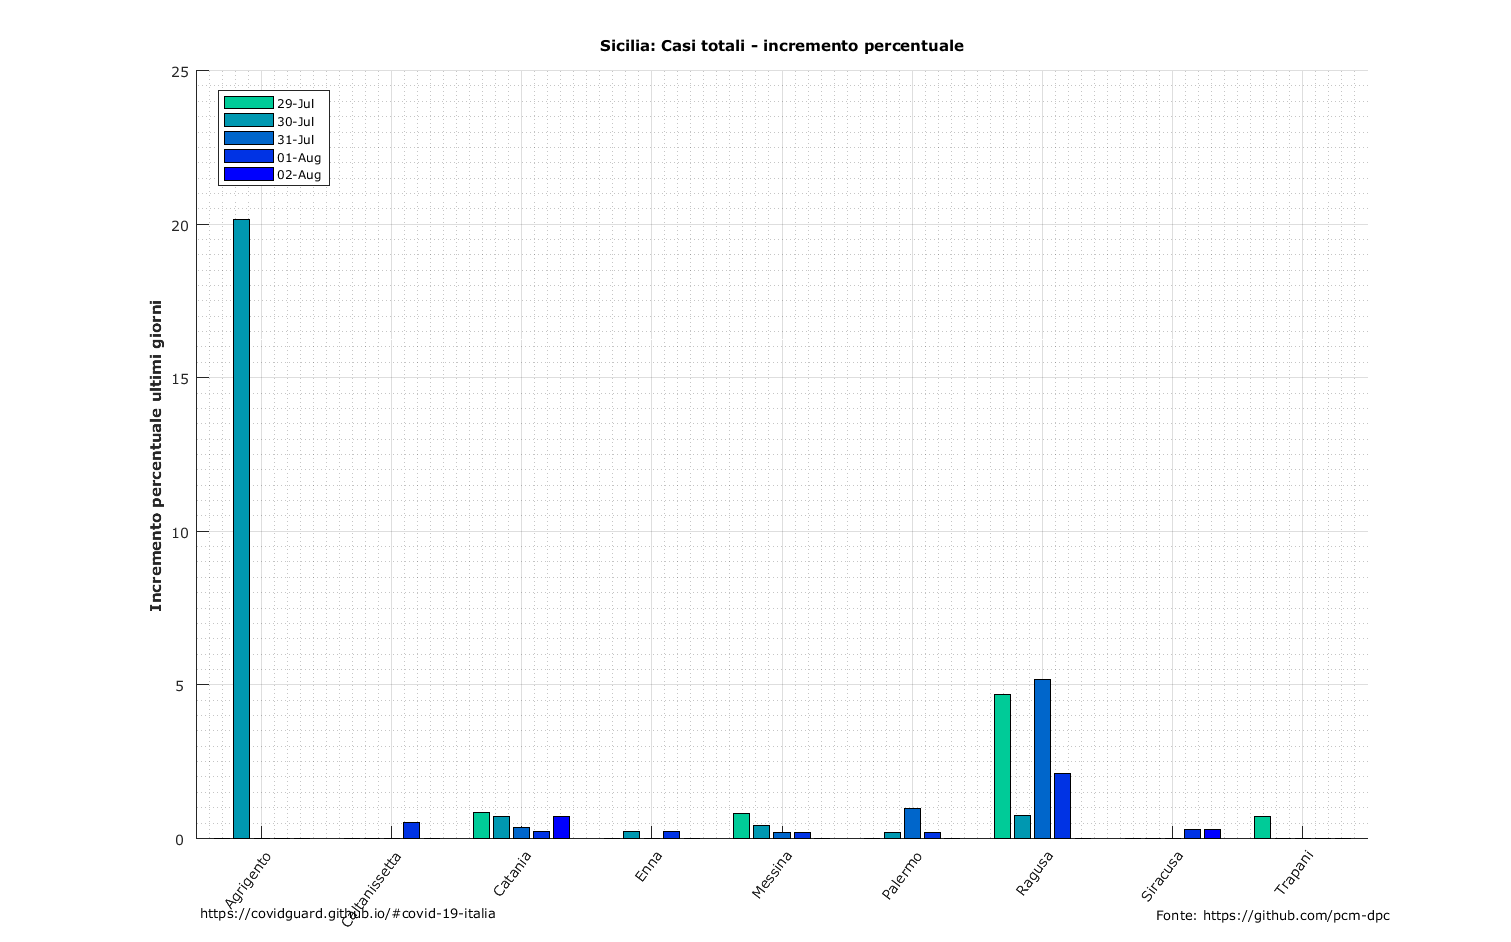 Sicilia: Casi totali - incremento percentuale
25
20
15
10
5
0
Incremento percentuale ultimi giorni
29-Jul
30-Jul
31-Jul
01-Aug
02-Aug
Agrigento
Caltanissetta
Catania
Enna
Messina
Palermo
Ragusa
Siracusa
Trapani
https://covidguard.github.io/#covid-19-italia
Fonte: https://github.com/pcm-dpc